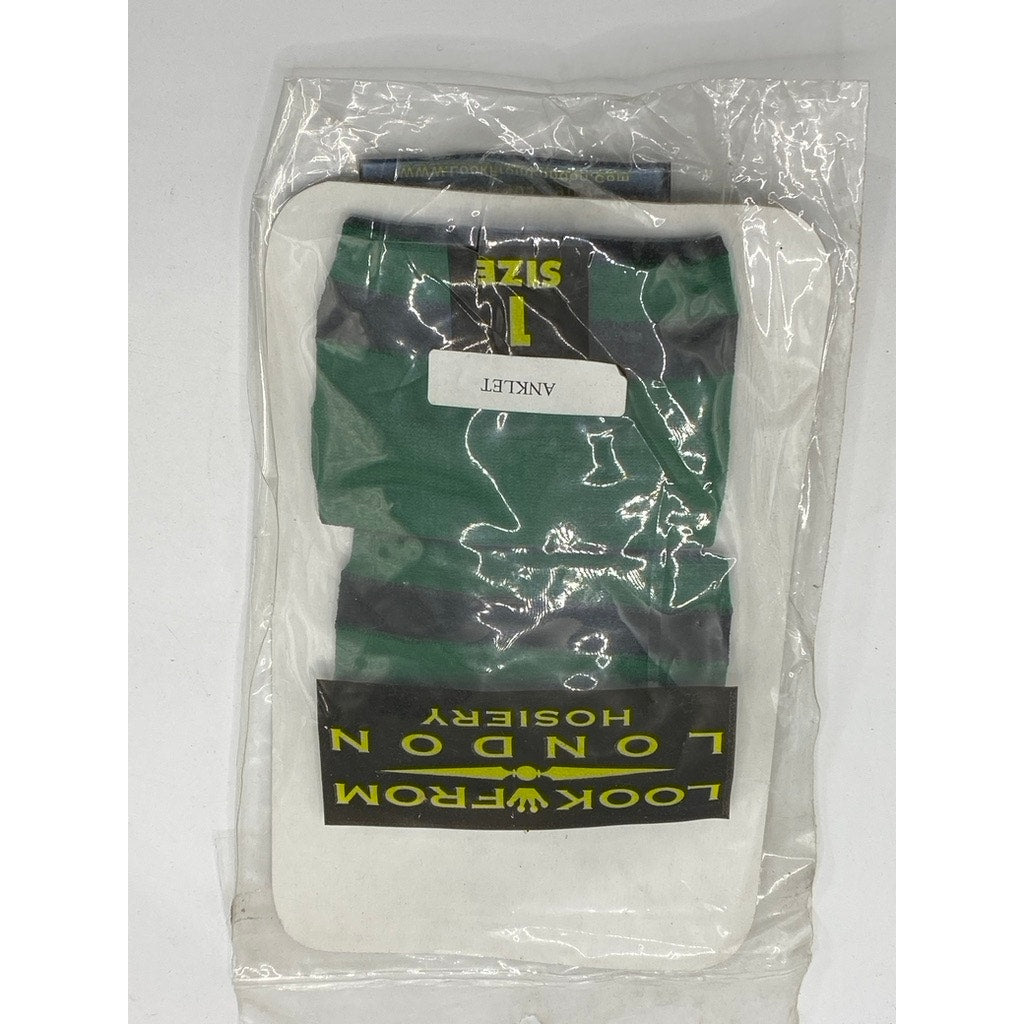 LOOK FROM
LONDON
HOSIERY
ANKLET
1
SIZE